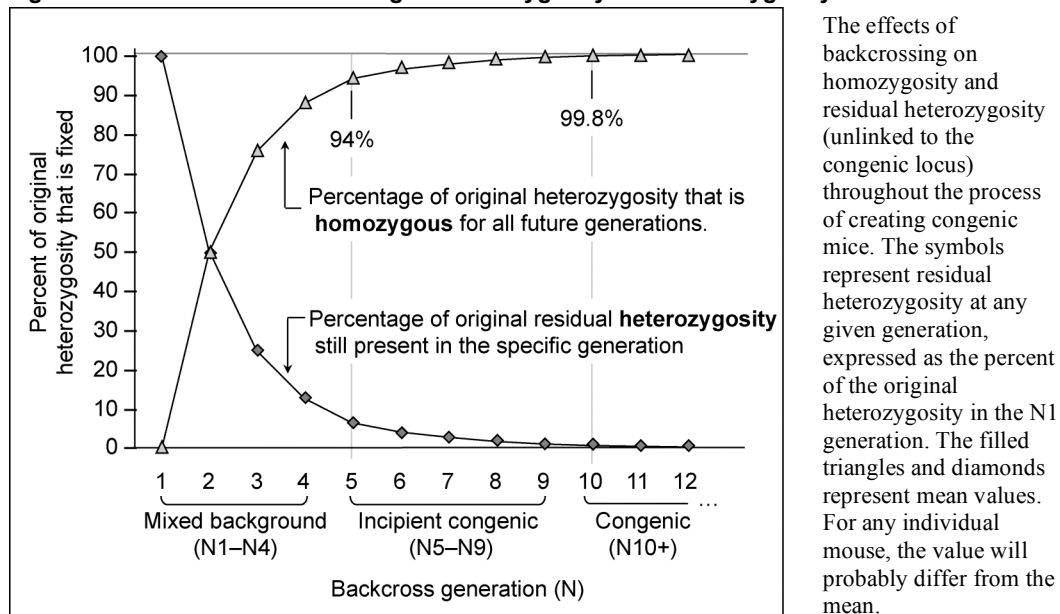 100
90
80
70
60
50
40
30
20
10
0
Percent of original
heterozygosity that is fixed
94%
99.8%
Percentage of original heterozygosity that is
homozygous for all future generations.
Percentage of original residual heterozygosity
still present in the specific generation
1 2 3 4 5 6 7 8 9 10 11 12
...
Mixed background
(N1–N4)
Incipient congenic
(N5–N9)
Congenic
(N10+)
Backcross generation (N)
The effects of
backcrossing on
homozygosity and
residual heterozygosity
(unlinked to the
congenic locus)
throughout the process
of creating congenic
mice. The symbols
represent residual
heterozygosity at any
given generation,
expressed as the percent
of the original
heterozygosity in the N1
generation. The filled
triangles and diamonds
represent mean values.
For any individual
mouse, the value will
probably differ from the
mean.